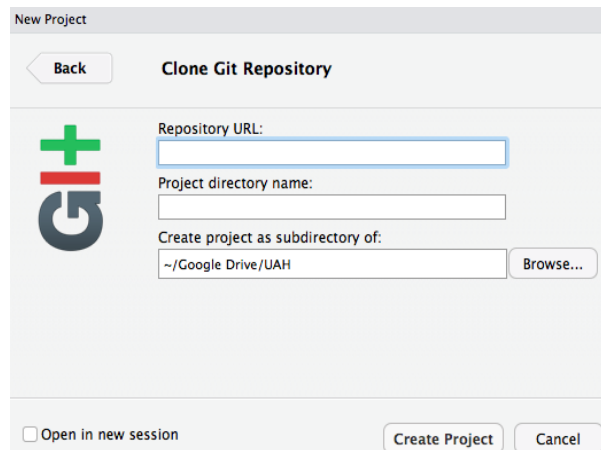 New Project
Back
Clone Git Repository
git
Repository URL:
Project directory name:
Create project as subdirectory of:
~/Google Drive/UAH
Browse...
Open in new session
Create Project
Cancel